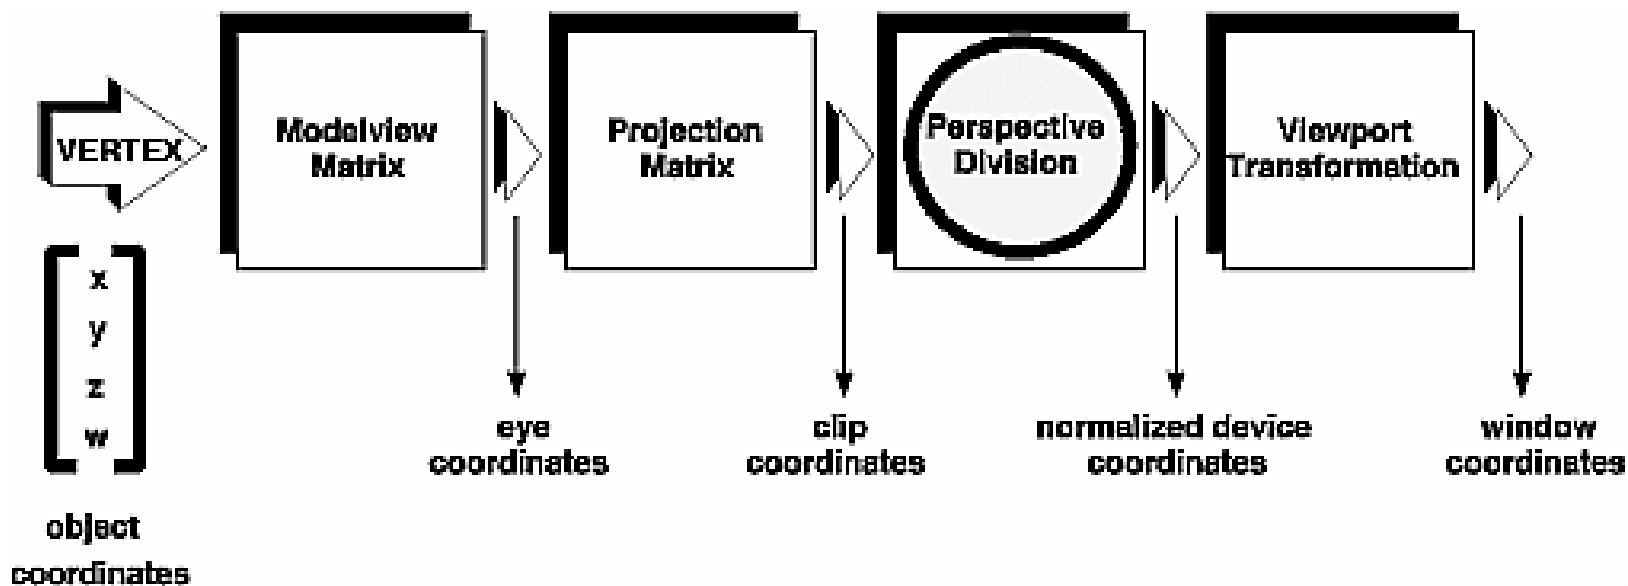 VERTEX
Modelview
Matrix
Projection
Matrix
Perspective
Division
Viewport
Transformation
x
y
z
w
object
coordinates
eye
coordinates
clip
coordinates
normalized device
coordinates
window
coordinates